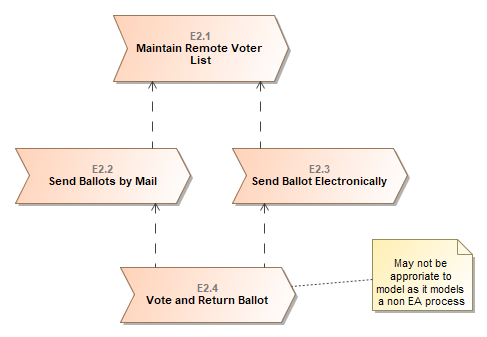 E2.1
Maintain Remote Voter
List
E2.2
Send Ballots by Mail
E2.3
Send Ballot Electronically
E2.4
Vote and Return Ballot
May not be
approriate to
model as it models
a non EA process